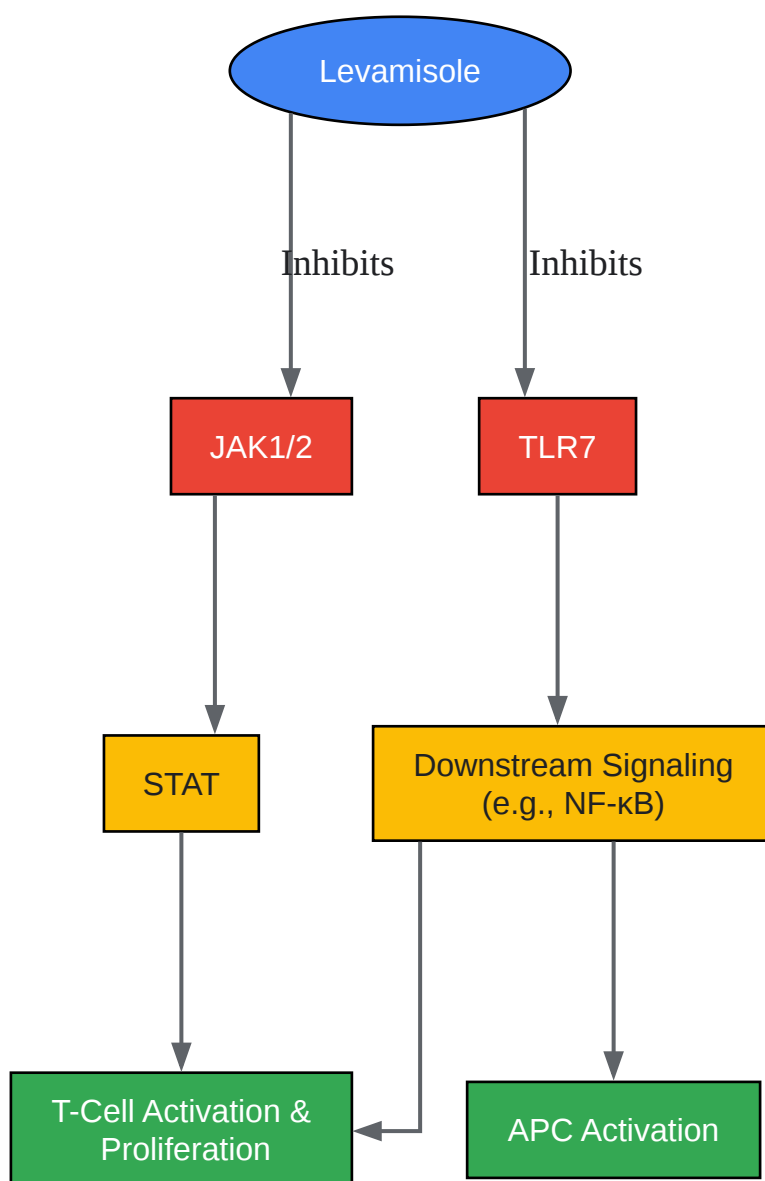 Levamisole
Inhibits
Inhibits
JAK1/2
TLR7
STAT
Downstream Signaling
(e.g., NF-κB)
T-Cell Activation &
Proliferation
APC Activation